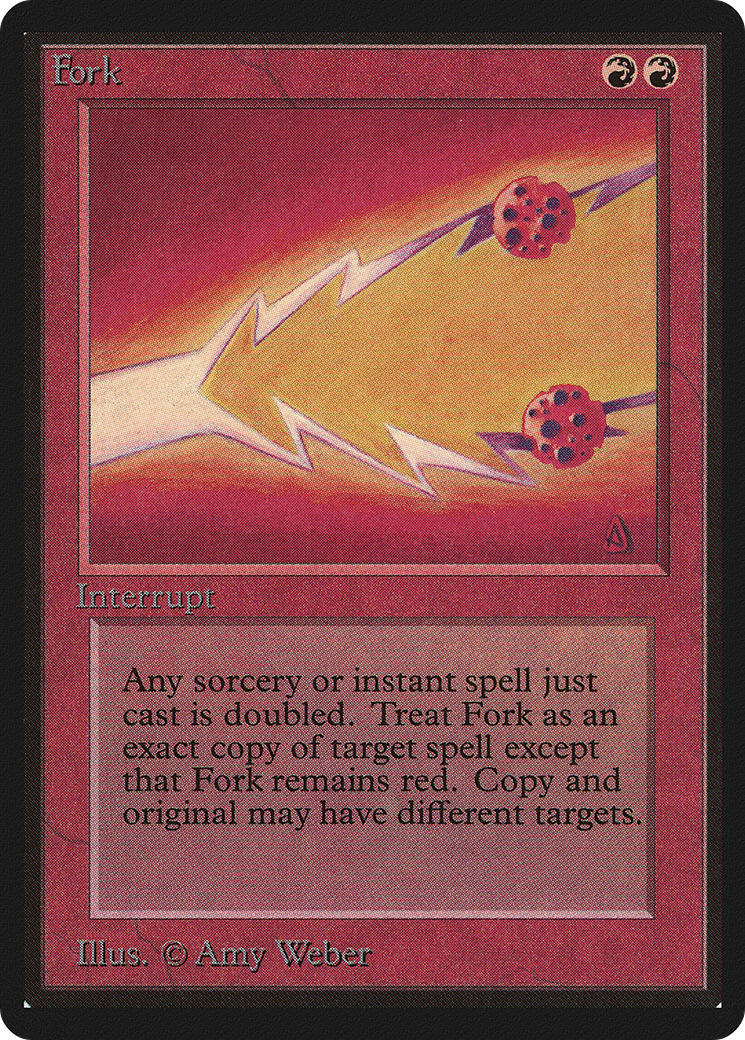 Fork
Interrupt
Any sorcery or instant spell just
cast is doubled. Treat Fork as an
exact copy of target spell except
that Fork remains red. Copy and
original may have different targets.
Illus. © Amy Weber